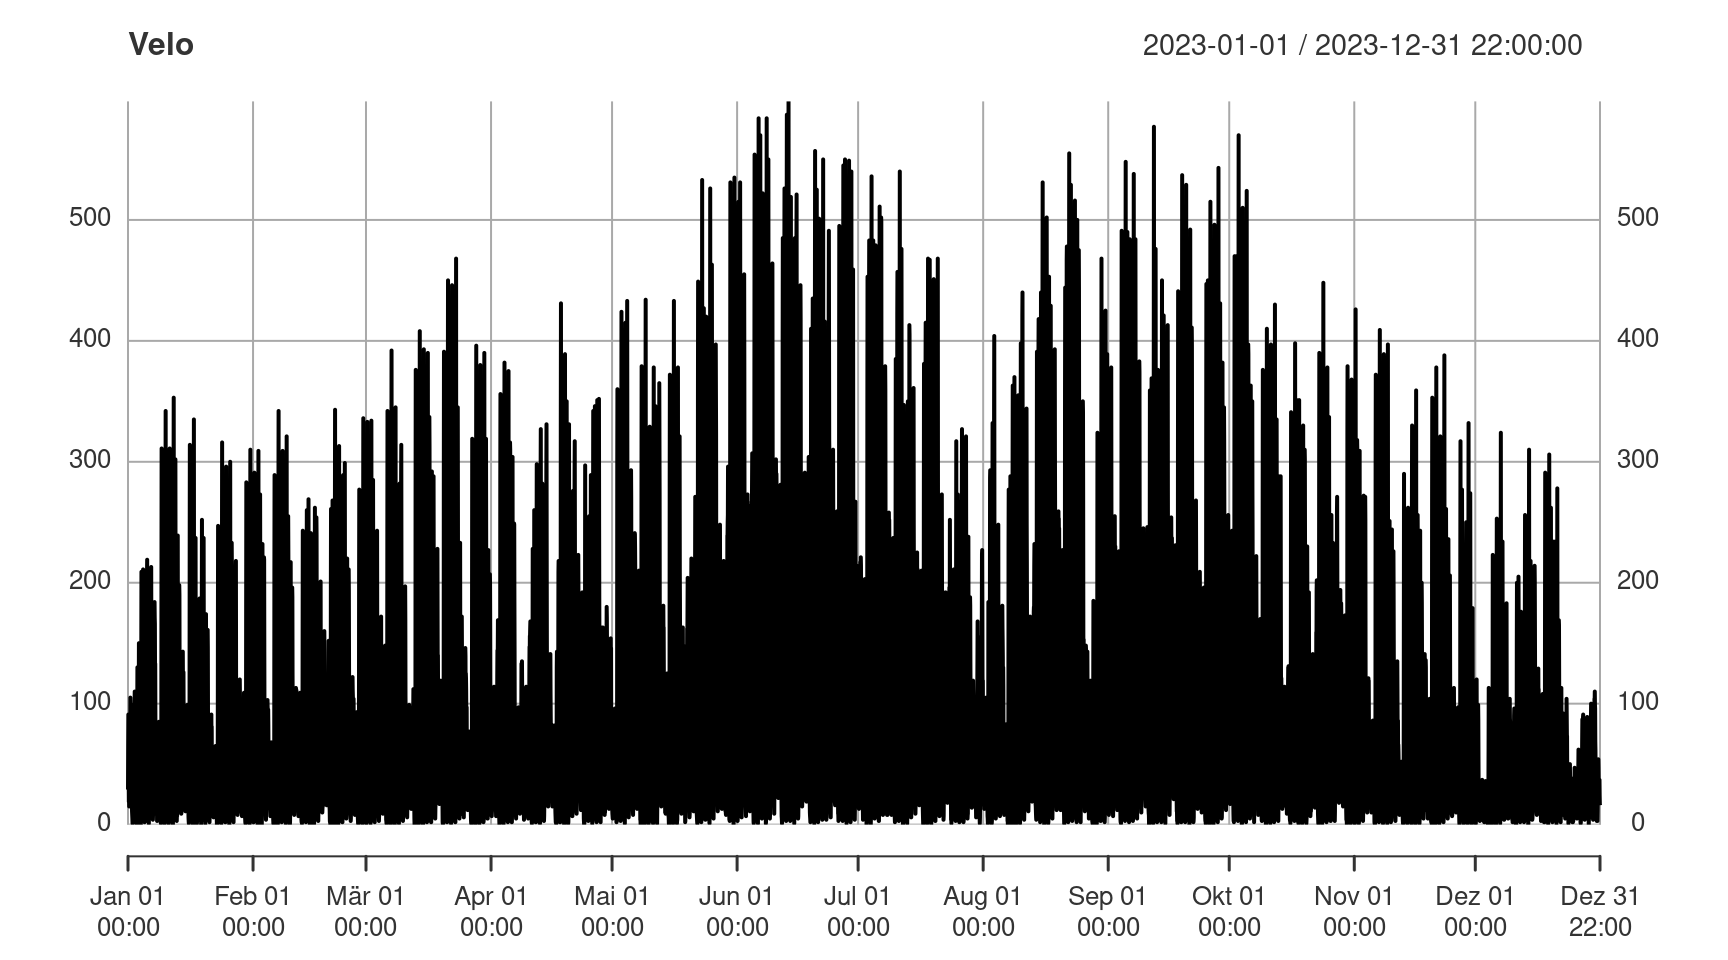 Velo 2023-01-01 / 2023-12-31 22:00:00
500 500
400 400
300 300
200 200
100 100
0 0
Jan 01 Feb 01 Mär 01 Apr 01 Mai 01 Jun 01 Jul 01 Aug 01 Sep 01 Okt 01 Nov 01 Dez 01 Dez 31
00:00 00:00 00:00 00:00 00:00 00:00 00:00 00:00 00:00 00:00 00:00 00:00 22:00